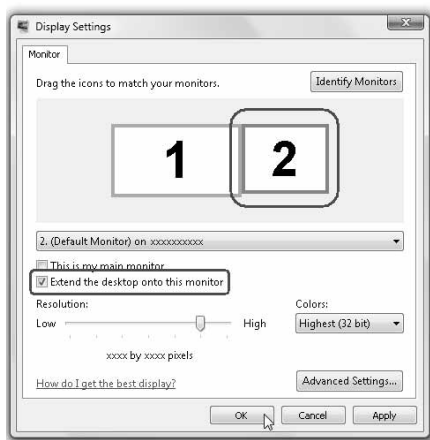 Display Settings
Monitor
Drag the icons to match your monitors.
Identify Monitors
1
2
2. (Default Monitor) on xxxxxxxxxx
This is my main monitor
Extend the desktop onto this monitor
Resolution:
Colors:
Low
High
Highest (32 bit)
xxxx by xxxx pixels
How do I get the best display?
Advanced Settings...
OK
Cancel
Apply